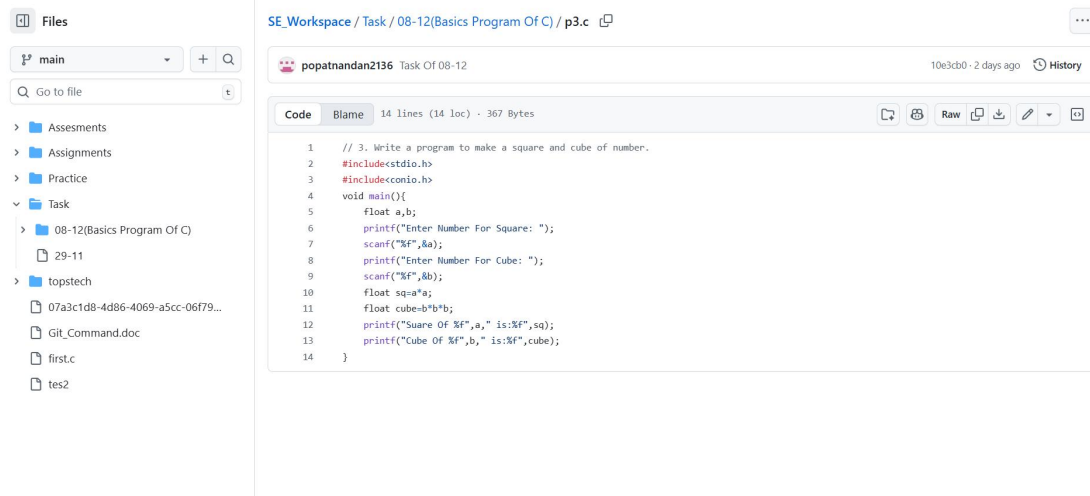 Files
main
Go to file
t
Assesments
Assignments
Practice
Task
08-12(Basics Program Of C)
29-11
topstech
07a3c1d8-4d86-4069-a5cc-06f79...
Git_Command.doc
first.c
tes2
SE_Workspace / Task / 08-12(Basics Program Of C) / p3.c
popatnandan2136 Task Of 08-12
10e3cb0 · 2 days ago History
Code Blame 14 lines (14 loc) · 367 Bytes
Raw
1 // 3. Write a program to make a square and cube of number.
2 #include<stdio.h>
3 #include<conio.h>
4 void main(){
5 float a,b;
6 printf("Enter Number For Square: ");
7 scanf("%f",&a);
8 printf("Enter Number For Cube: ");
9 scanf("%f",&b);
10 float sq=a*a;
11 float cube=b*b*b;
12 printf("Suare Of %f",a," is:%f",sq);
13 printf("Cube Of %f",b," is:%f",cube);
14 }